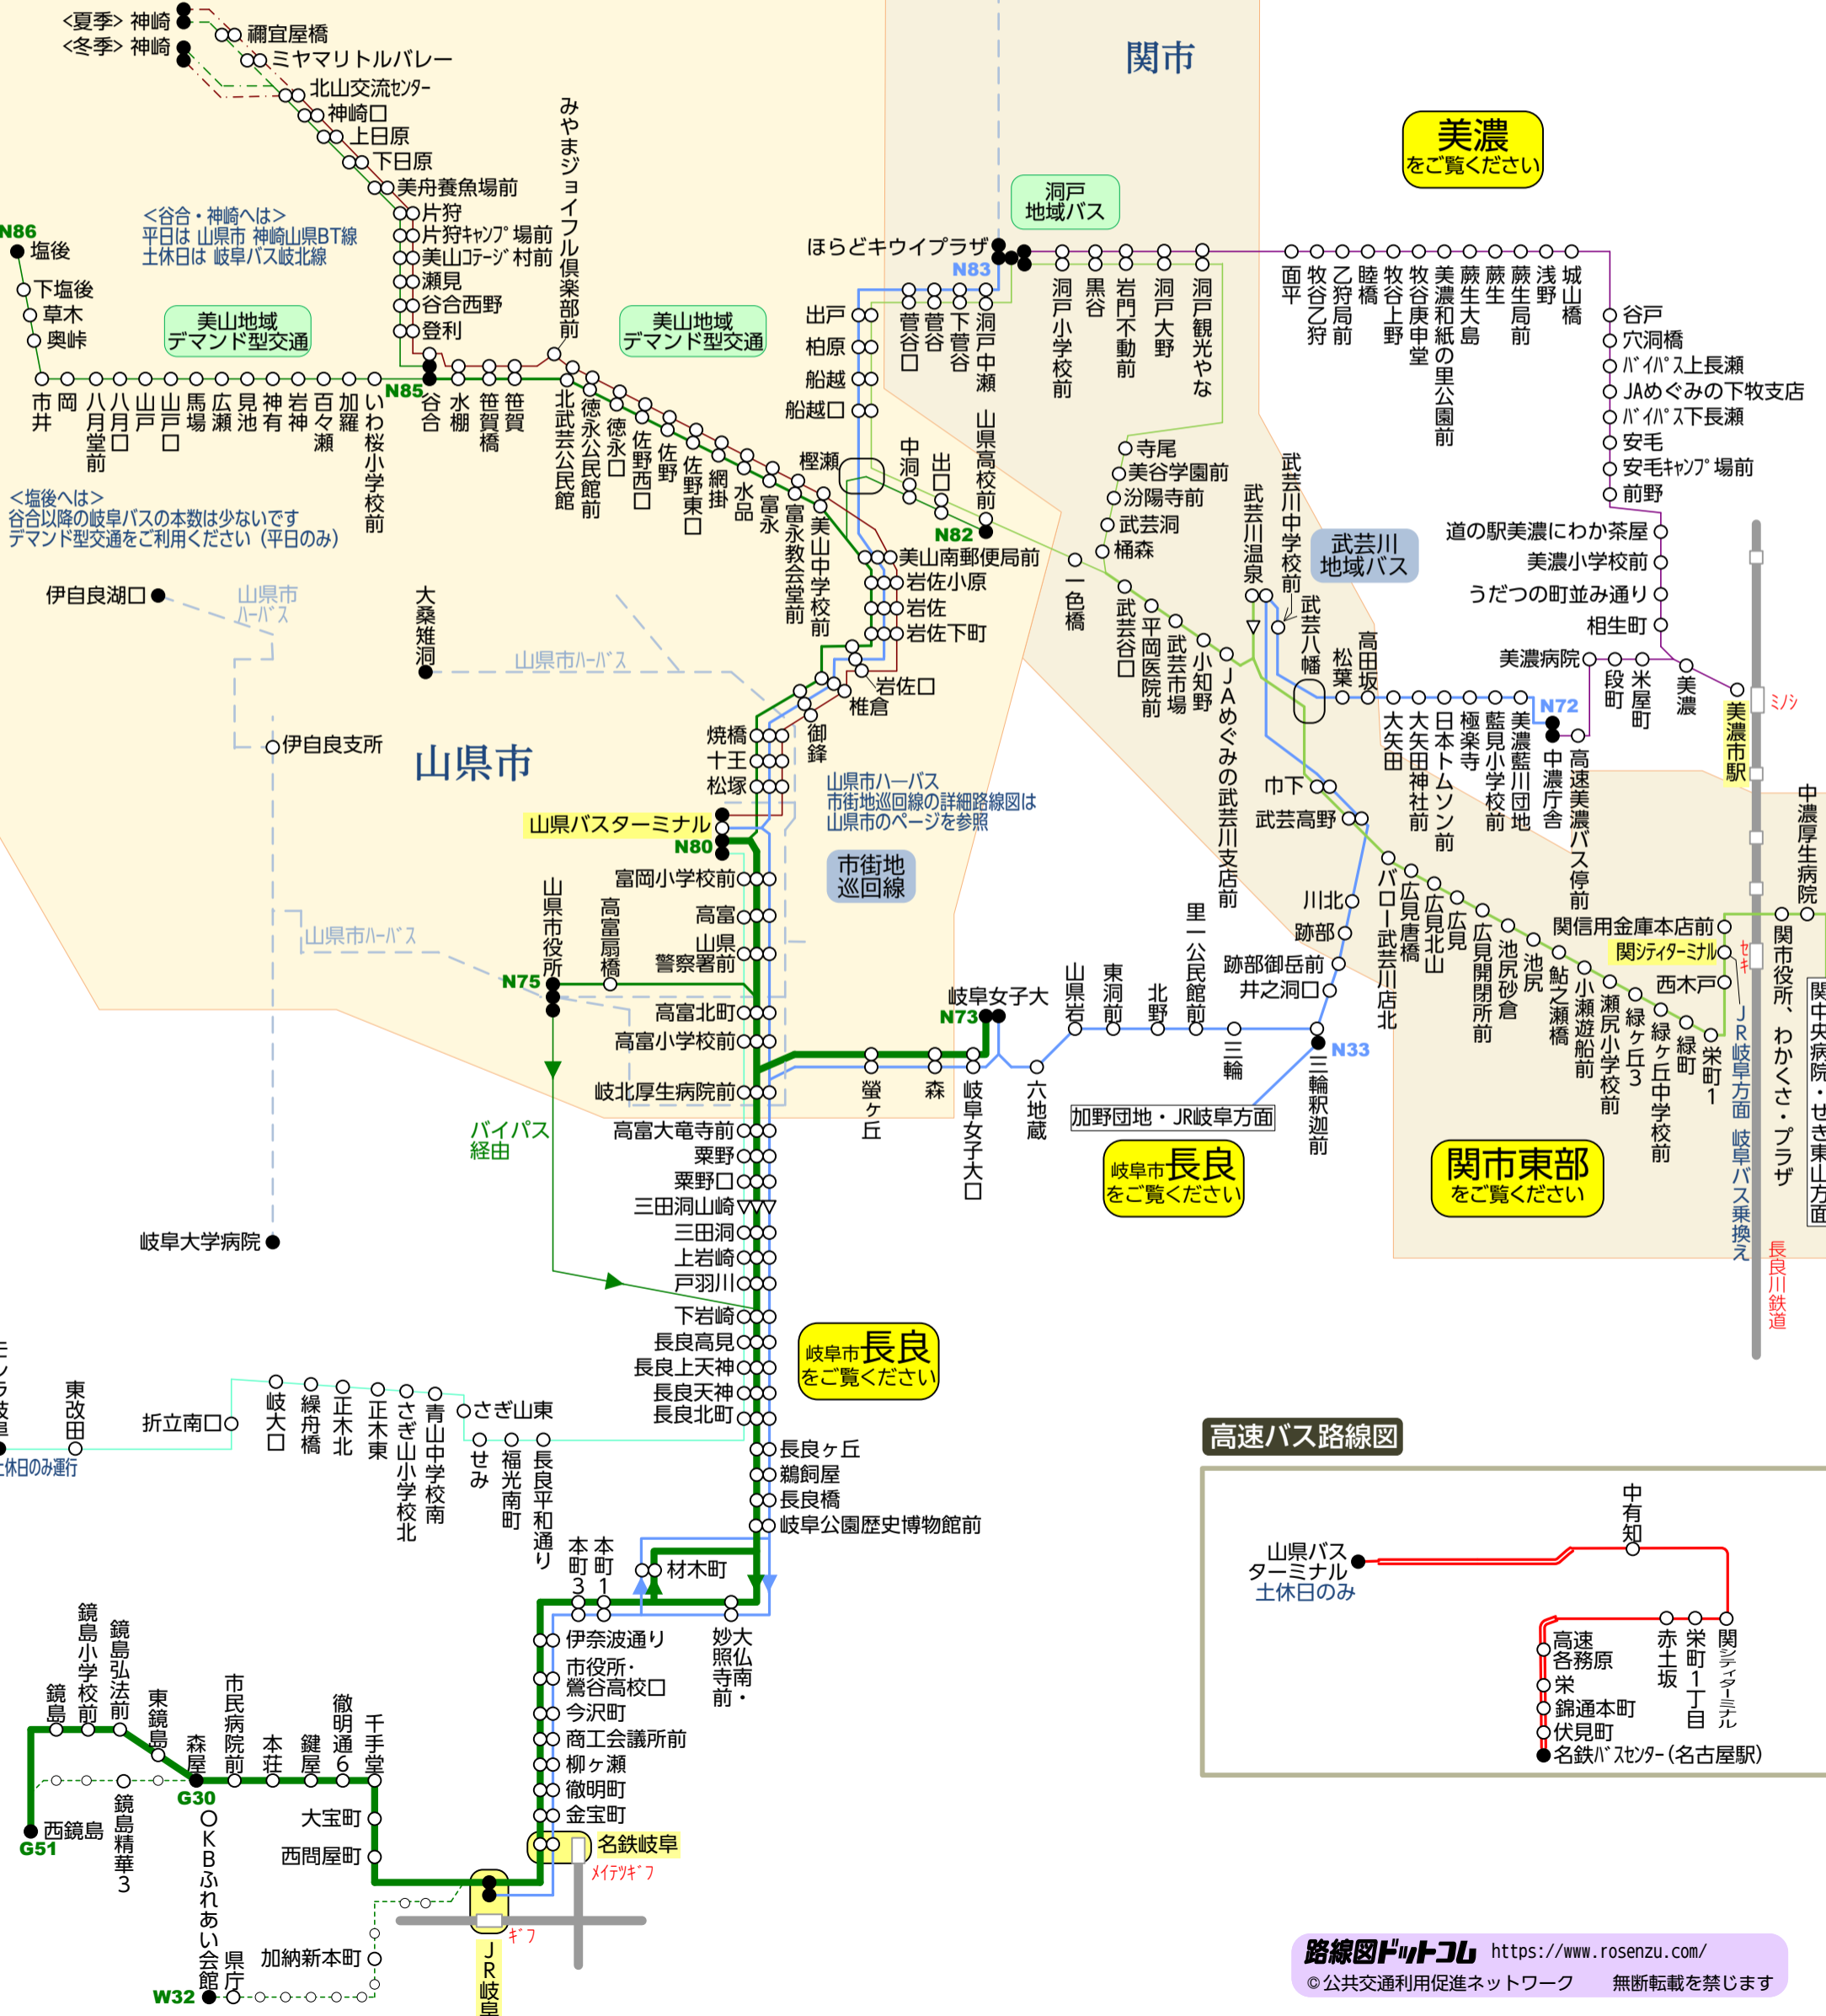 <夏季> 神崎
<冬季> 神崎
禰宜屋橋
ミヤマリトルバレー
北山交流ｾﾝﾀｰ
神崎口
上日原
下日原
美舟養魚場前
片狩
片狩ｷｬﾝﾌﾟ場前
美山ｺﾃｰｼﾞ村前
瀬見
谷合西野
登利
みやまジョイフル倶楽部前
<谷合・神崎へは>
平日は 山県市 神崎山県BT線
土休日は 岐阜バス岐北線
N86
塩後
下塩後
草木
奥峠
美山地域
デマンド型交通
美山地域
デマンド型交通
市井
岡
八月堂前
八月口
山戸
山戸口
馬場
広瀬
見池
神有
岩神
百々瀬
加羅
いわ桜小学校前
N85
谷合
水棚
笹賀橋
笹賀
北武芸公民館
徳永公民館前
徳永口
佐野西口
佐野
佐野東口
網掛
水品
富永
富永教会堂前
美山中学校前
<塩後へは>
谷合以降の岐阜バスの本数は少ないです
デマンド型交通をご利用ください（平日のみ）
関市
美濃
をご覧ください
洞戸
地域バス
ほらどキウイプラザ
N83
出戸
柏原
船越
船越口
樫瀬
菅谷口
菅谷
下菅谷
洞戸中瀬
中洞
出口
山県高校前
N82
洞戸小学校前
黒谷
岩門不動前
洞戸大野
洞戸観光やな
面平
牧谷乙狩
乙狩局前
睦橋
牧谷上野
牧谷庚申堂
美濃和紙の里公園前
蕨生大島
蕨生
蕨生局前
浅野
城山橋
谷戸
穴洞橋
ﾊﾞｲﾊﾟｽ上長瀬
JAめぐみの下牧支店
ﾊﾞｲﾊﾟｽ下長瀬
安毛
安毛ｷｬﾝﾌﾟ場前
前野
道の駅美濃にわか茶屋
美濃小学校前
うだつの町並み通り
相生町
美濃病院
段町
米屋町
美濃
美濃市駅
ﾐﾉｼ
寺尾
美谷学園前
汾陽寺前
武芸洞
桶森
一色橋
武芸谷口
平岡医院前
武芸市場
小知野
ＪＡめぐみの武芸川支店前
武芸川温泉
武芸川中学校前
武芸川
地域バス
武芸八幡
松葉
高田坂
大矢田
大矢田神社前
日本トムソン前
極楽寺
藍見小学校前
美濃藍川団地
N72
中濃庁舎
高速美濃バス停前
美山南郵便局前
岩佐小原
岩佐
岩佐下町
岩佐口
椎倉
御鋒
焼橋
十王
松塚
伊自良湖口
山県市
ﾊｰﾊﾞｽ
大桑雉洞
山県市ﾊｰﾊﾞｽ
伊自良支所
山県市
山県市ハーバス
市街地巡回線の詳細路線図は
山県市のページを参照
市街地
巡回線
山県バスターミナル
N80
富岡小学校前
高富
山県
警察署前
山県市役所
高富扇橋
N75
山県市ﾊｰﾊﾞｽ
高富北町
高富小学校前
岐北厚生病院前
高富大竜寺前
粟野
粟野口
三田洞山崎
三田洞
上岩崎
戸羽川
下岩崎
長良高見
長良上天神
長良天神
長良北町
バイパス
経由
岐阜大学病院
岐阜女子大
N73
螢ヶ丘
森
岐阜女子大口
六地蔵
山県岩
東洞前
北野
里一公民館前
三輪
三輪釈迦前
N33
加野団地・JR岐阜方面
岐阜市長良
をご覧ください
巾下
武芸高野
川北
跡部
跡部御岳前
井之洞口
バロー武芸川店北
広見唐橋
広見北山
広見
広見開閉所前
池尻砂倉
池尻
鮎之瀬橋
小瀬遊船前
瀬尻小学校前
緑ヶ丘3
緑ヶ丘中学校前
緑町
栄町1
関信用金庫本店前
関ｼﾃｨﾀｰﾐﾅﾙ
西木戸
ｾｷ
中濃厚生病院
関市役所、わかくさ・プラザ
関中央病院・せき東山方面
ＪＲ岐阜方面 岐阜バス乗換え
長良川鉄道
関市東部
をご覧ください
岐阜市長良
をご覧ください
東改田
土休日のみ運行
折立南口
岐大口
繰舟橋
正木北
正木東
さぎ山小学校北
青山中学校南
さぎ山東
せみ
福光南町
長良平和通り
長良ヶ丘
鵜飼屋
長良橋
岐阜公園歴史博物館前
本町3
本町1
材木町
大仏南・
妙照寺前
伊奈波通り
市役所・
鶯谷高校口
今沢町
商工会議所前
柳ヶ瀬
徹明町
金宝町
名鉄岐阜
ﾒｲﾃﾂｷﾞﾌ
ｷﾞﾌ
ＪＲ岐阜
鏡島
鏡島小学校前
鏡島弘法前
東鏡島
森屋
市民病院前
本荘
鍵屋
徹明通6
千手堂
G30
西鏡島
G51
鏡島精華3
大宝町
西問屋町
ＫＢふれあい会館
県庁
加納新本町
W32
高速バス路線図
山県バス
ターミナル
土休日のみ
中有知
関シティターミナル
栄町1丁目
赤土坂
高速
各務原
栄
錦通本町
伏見町
名鉄ﾊﾞｽｾﾝﾀｰ(名古屋駅)
路線図ドットコム https://www.rosenzu.com/
©公共交通利用促進ネットワーク 無断転載を禁じます